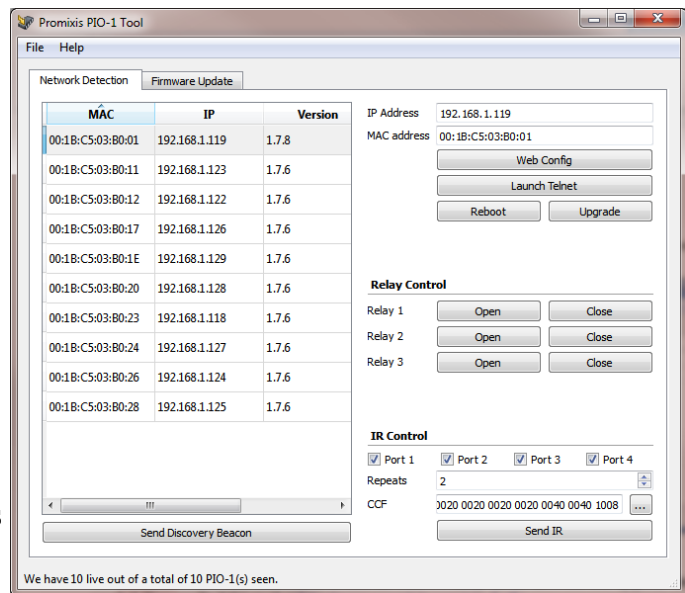 Promixis PIO-1 Tool
File Help
Network Detection Firmware Update
MAC IP Version
00:1B:C5:03:B0:01 192.168.1.119 1.7.8
00:1B:C5:03:B0:11 192.168.1.123 1.7.6
00:1B:C5:03:B0:12 192.168.1.122 1.7.6
00:1B:C5:03:B0:17 192.168.1.126 1.7.6
00:1B:C5:03:B0:1E 192.168.1.129 1.7.6
00:1B:C5:03:B0:20 192.168.1.128 1.7.6
00:1B:C5:03:B0:23 192.168.1.118 1.7.6
00:1B:C5:03:B0:24 192.168.1.127 1.7.6
00:1B:C5:03:B0:26 192.168.1.124 1.7.6
00:1B:C5:03:B0:28 192.168.1.125 1.7.6
Send Discovery Beacon
IP Address 192.168.1.119
MAC address 00:1B:C5:03:B0:01
Web Config
Launch Telnet
Reboot Upgrade
Relay Control
Relay 1 Open Close
Relay 2 Open Close
Relay 3 Open Close
IR Control
Port 1 Port 2 Port 3 Port 4
Repeats 2
CCF 0020 0020 0020 0020 0040 0040 1008 ...
Send IR
We have 10 live out of a total of 10 PIO-1(s) seen.